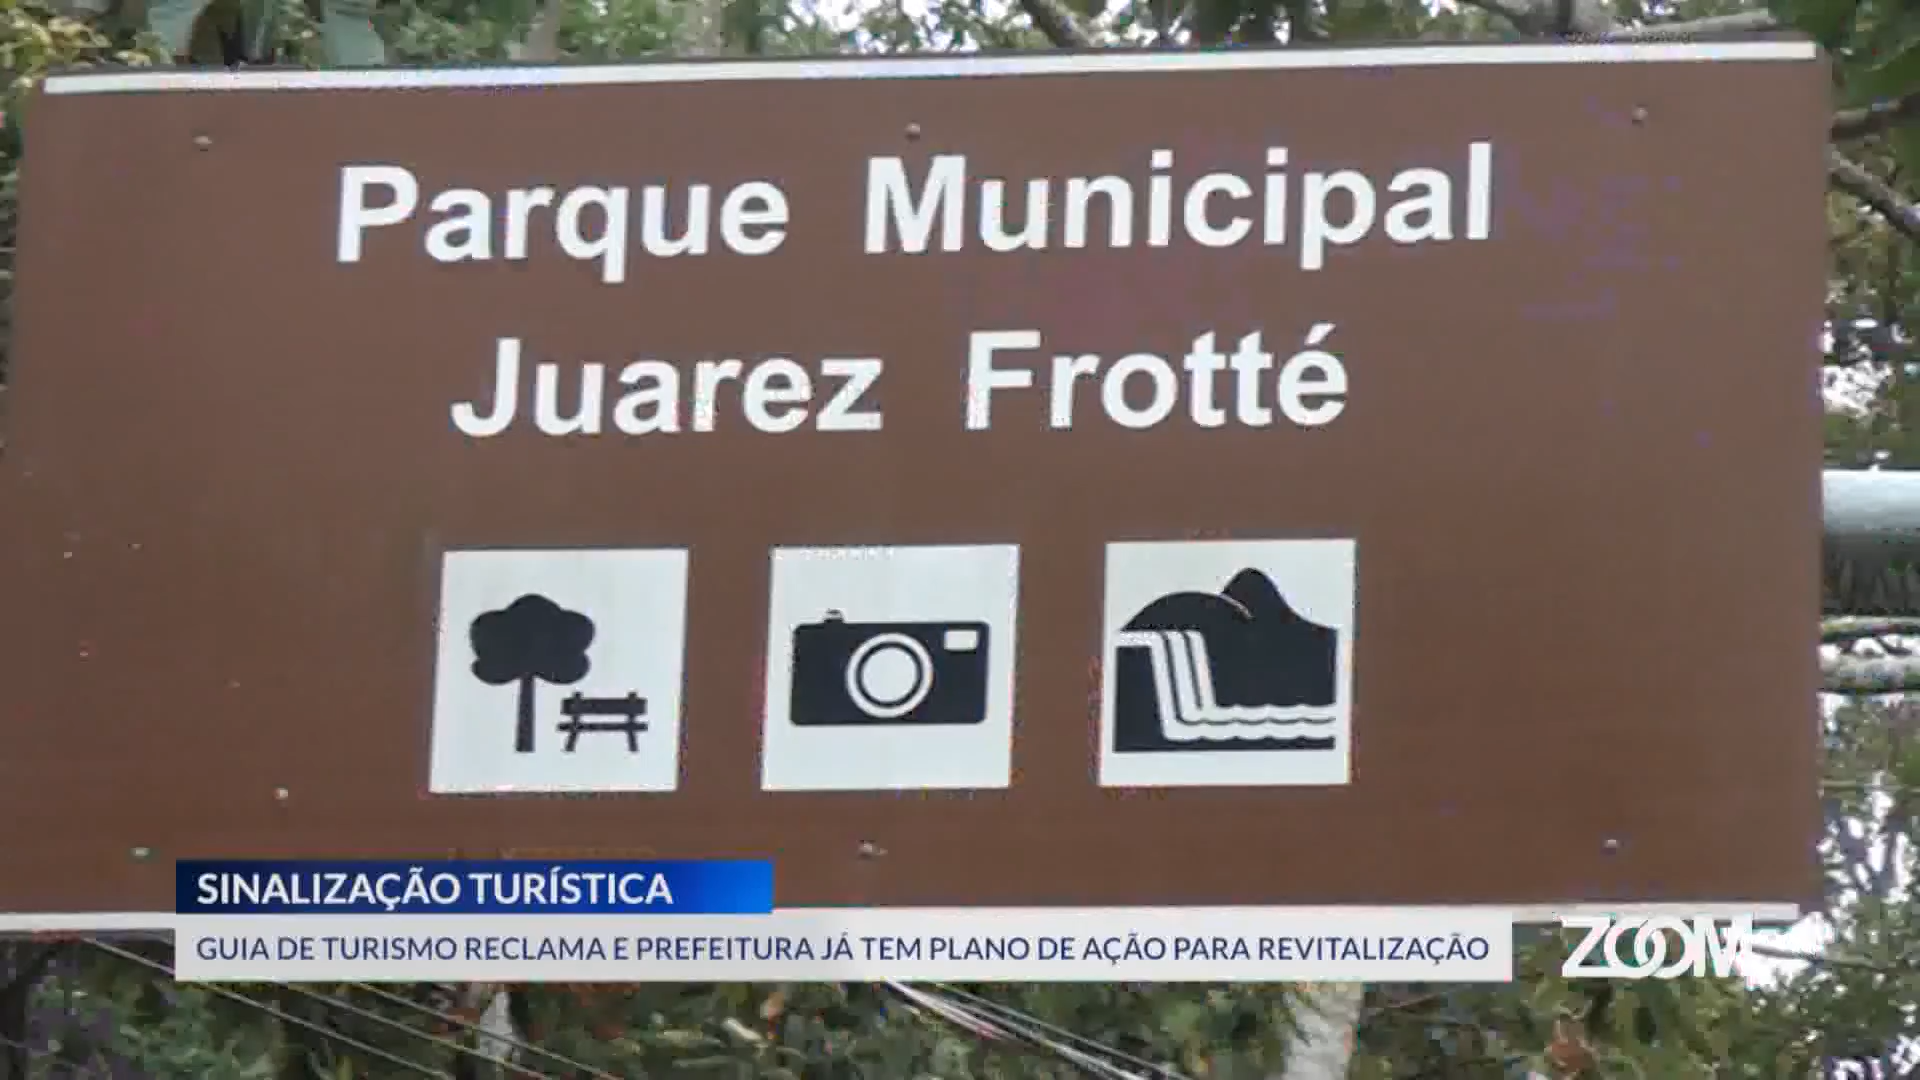 Parque Municipal
Juarez Frotté
SINALIZAÇÃO TURÍSTICA
GUIA DE TURISMO RECLAMA E PREFEITURA JÁ TEM PLANO DE AÇÃO PARA REVITALIZAÇÃO
ZOOM